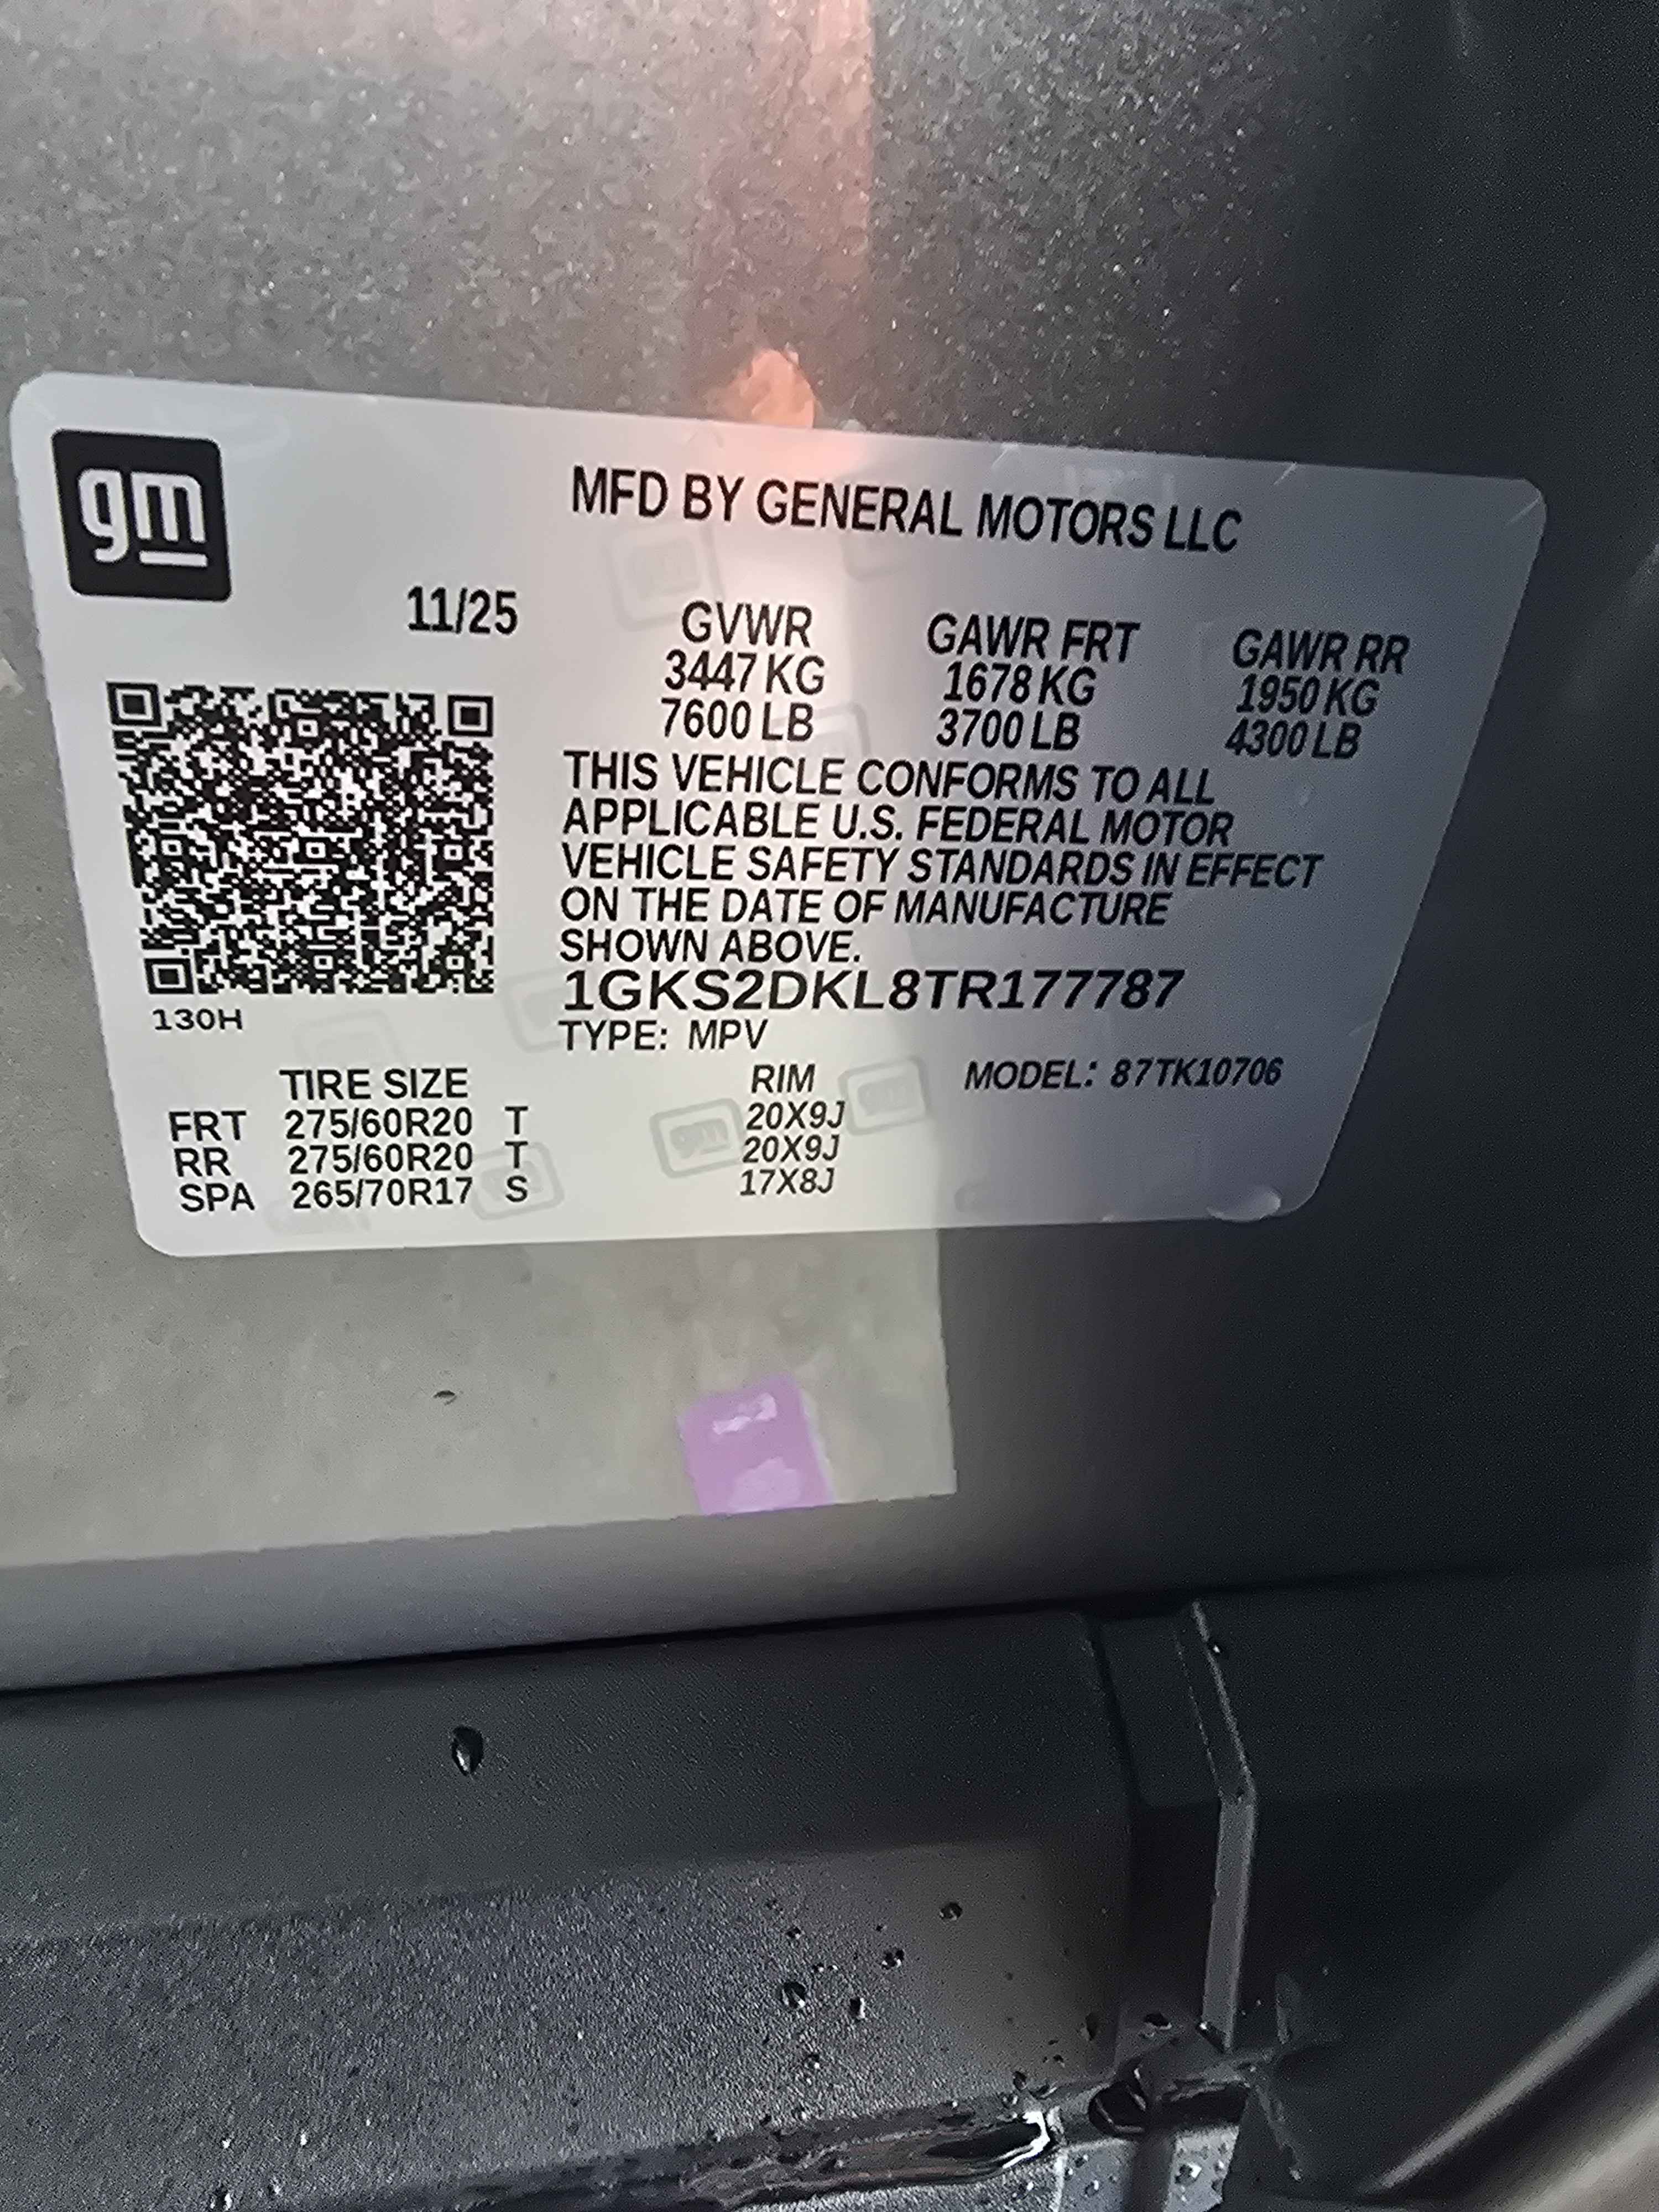 gm
MFD BY GENERAL MOTORS LLC
11/25
GVWR GAWR FRT GAWR RR
3447 KG 1678 KG 1950 KG
7600 LB 3700 LB 4300 LB
THIS VEHICLE CONFORMS TO ALL
APPLICABLE U.S. FEDERAL MOTOR
VEHICLE SAFETY STANDARDS IN EFFECT
ON THE DATE OF MANUFACTURE
SHOWN ABOVE.
1GKS2DKL8TR177787
130H
TYPE: MPV
TIRE SIZE RIM MODEL: 87TK10706
FRT 275/60R20 T 20X9J
RR 275/60R20 T 20X9J
SPA 265/70R17 S 17X8J